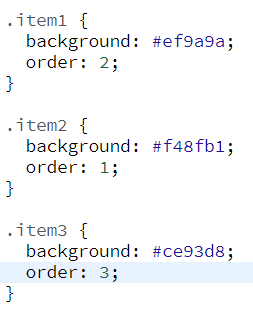 .item1 {
  background: #ef9a9a;
  order: 2;
}

.item2 {
  background: #f48fb1;
  order: 1;
}

.item3 {
  background: #ce93d8;
  order: 3;
}